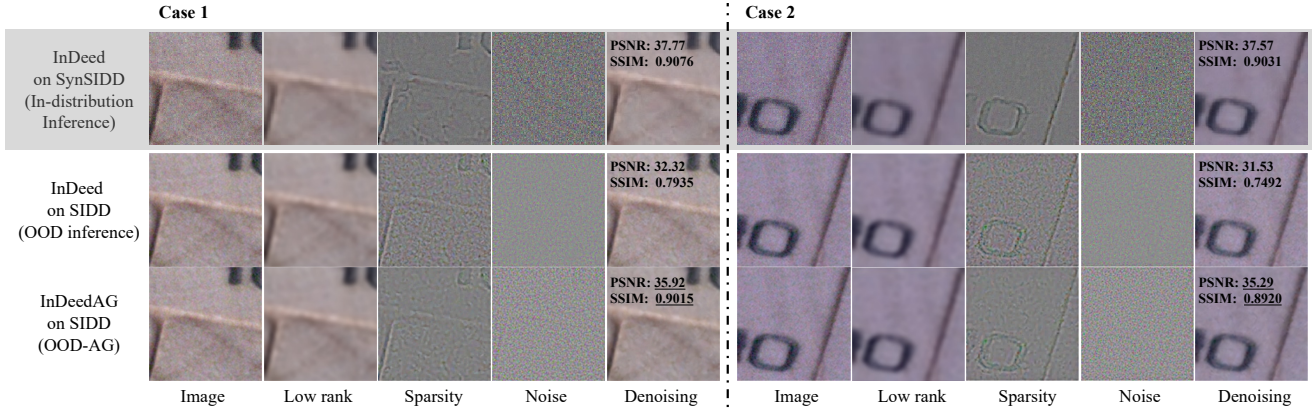 Case 1
Case 2
InDeed
on SynSIDD
(In-distribution
Inference)
PSNR: 37.77
SSIM: 0.9076
PSNR: 37.57
SSIM: 0.9031
InDeed
on SIDD
(OOD inference)
PSNR: 32.32
SSIM: 0.7935
PSNR: 31.53
SSIM: 0.7492
InDeedAG
on SIDD
(OOD-AG)
PSNR: 35.92
SSIM: 0.9015
PSNR: 35.29
SSIM: 0.8920
Image Low rank Sparsity Noise Denoising Image Low rank Sparsity Noise Denoising